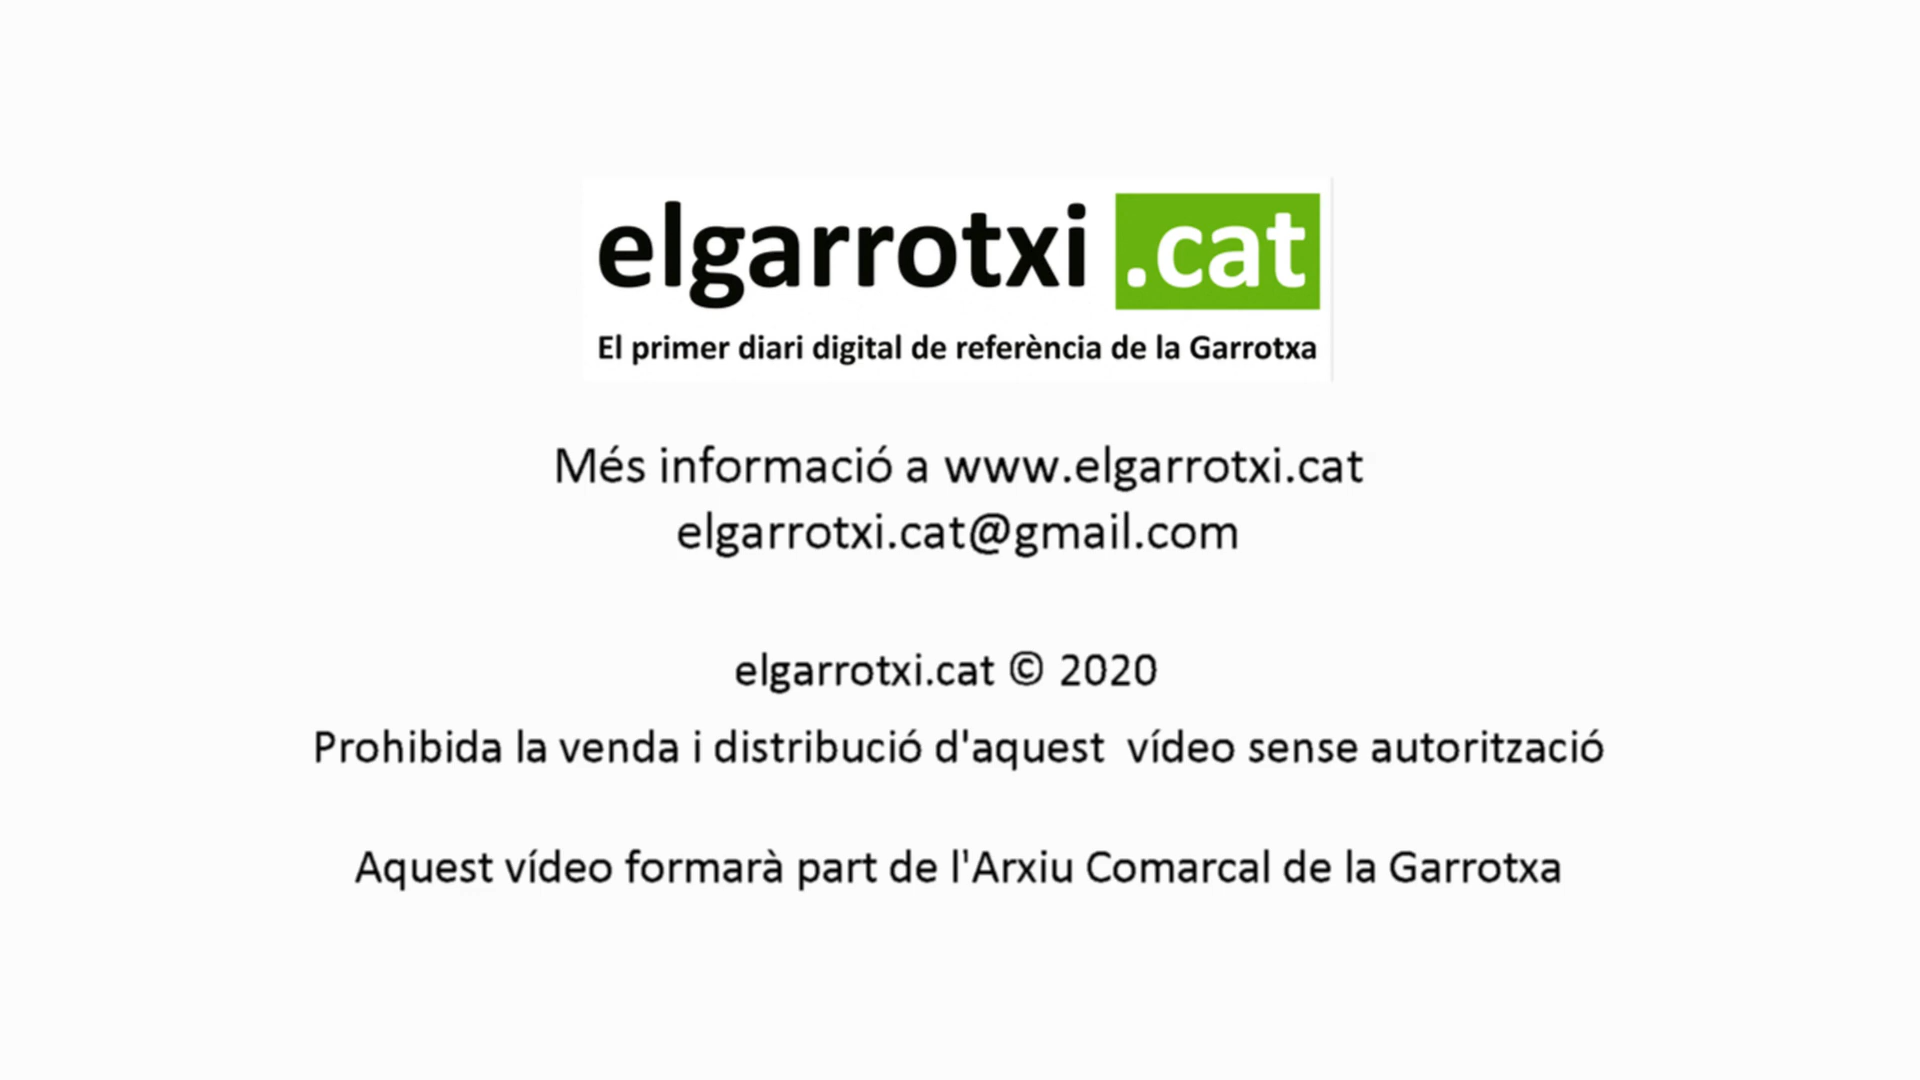 elgarrotxi .cat
El primer diari digital de referència de la Garrotxa
Més informació a www.elgarrotxi.cat
elgarrotxi.cat@gmail.com
elgarrotxi.cat © 2020
Prohibida la venda i distribució d'aquest  vídeo sense autorització
Aquest vídeo formarà part de l'Arxiu Comarcal de la Garrotxa